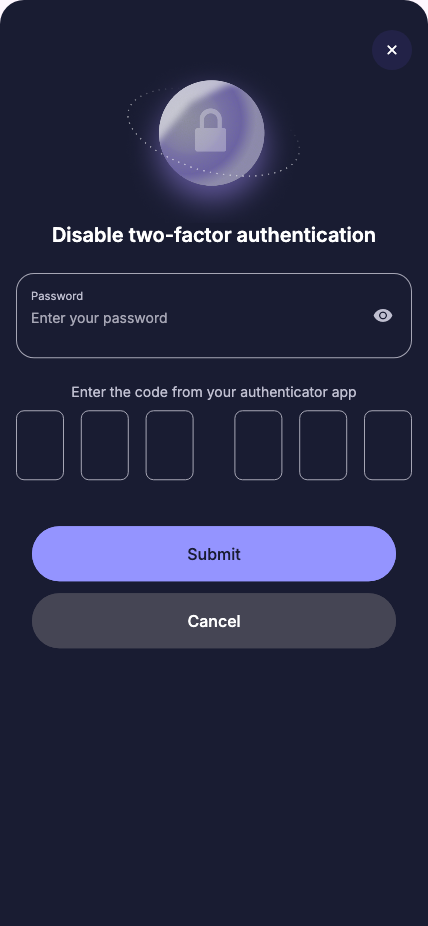 Disable two-factor authentication
Password
Enter your password
Enter the code from your authenticator app
Submit
Cancel